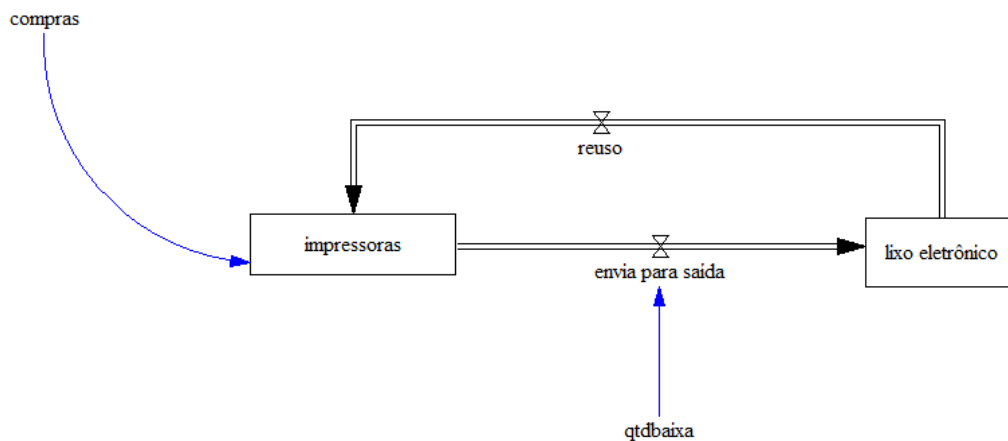 compras
reuso
impressoras
lixo eletrônico
envia para saída
qtdbaixa